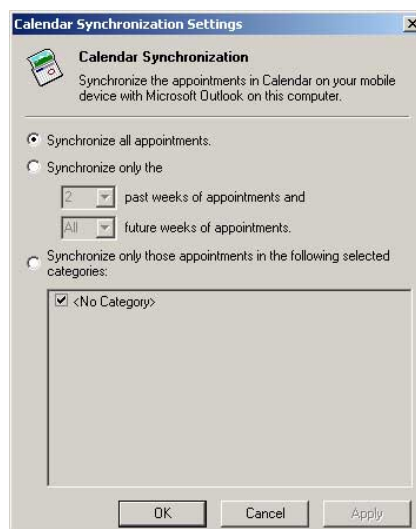 Calendar Synchronization Settings
Calendar Synchronization
Synchronize the appointments in Calendar on your mobile
device with Microsoft Outlook on this computer.
Synchronize all appointments.
Synchronize only the
2 past weeks of appointments and
All future weeks of appointments.
Synchronize only those appointments in the following selected
categories:
<No Category>
OK Cancel Apply